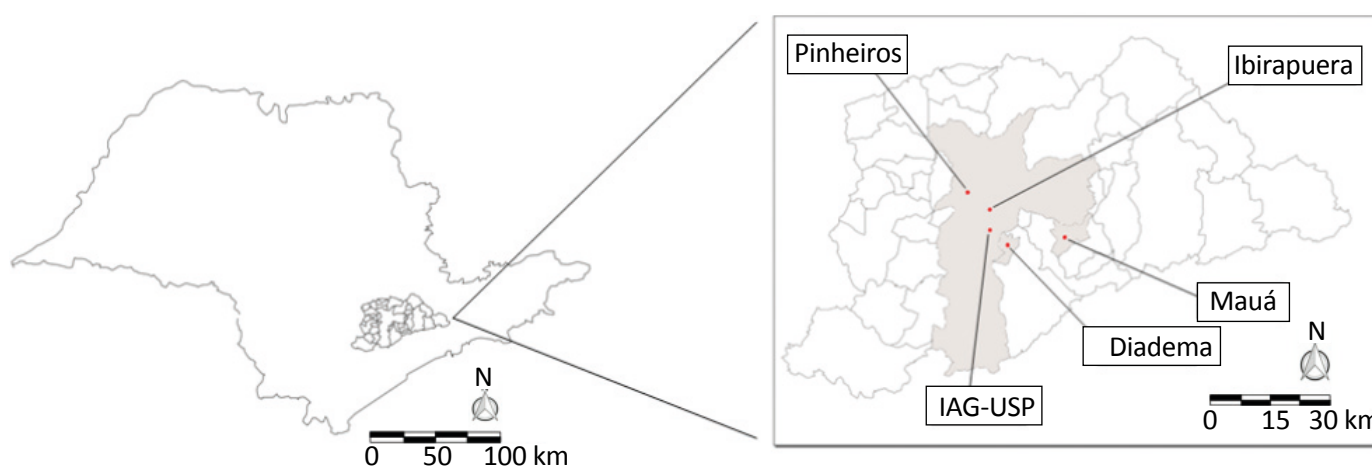 Pinheiros
Ibirapuera
Mauá
Diadema
IAG-USP
N
0 50 100 km
N
0 15 30 km